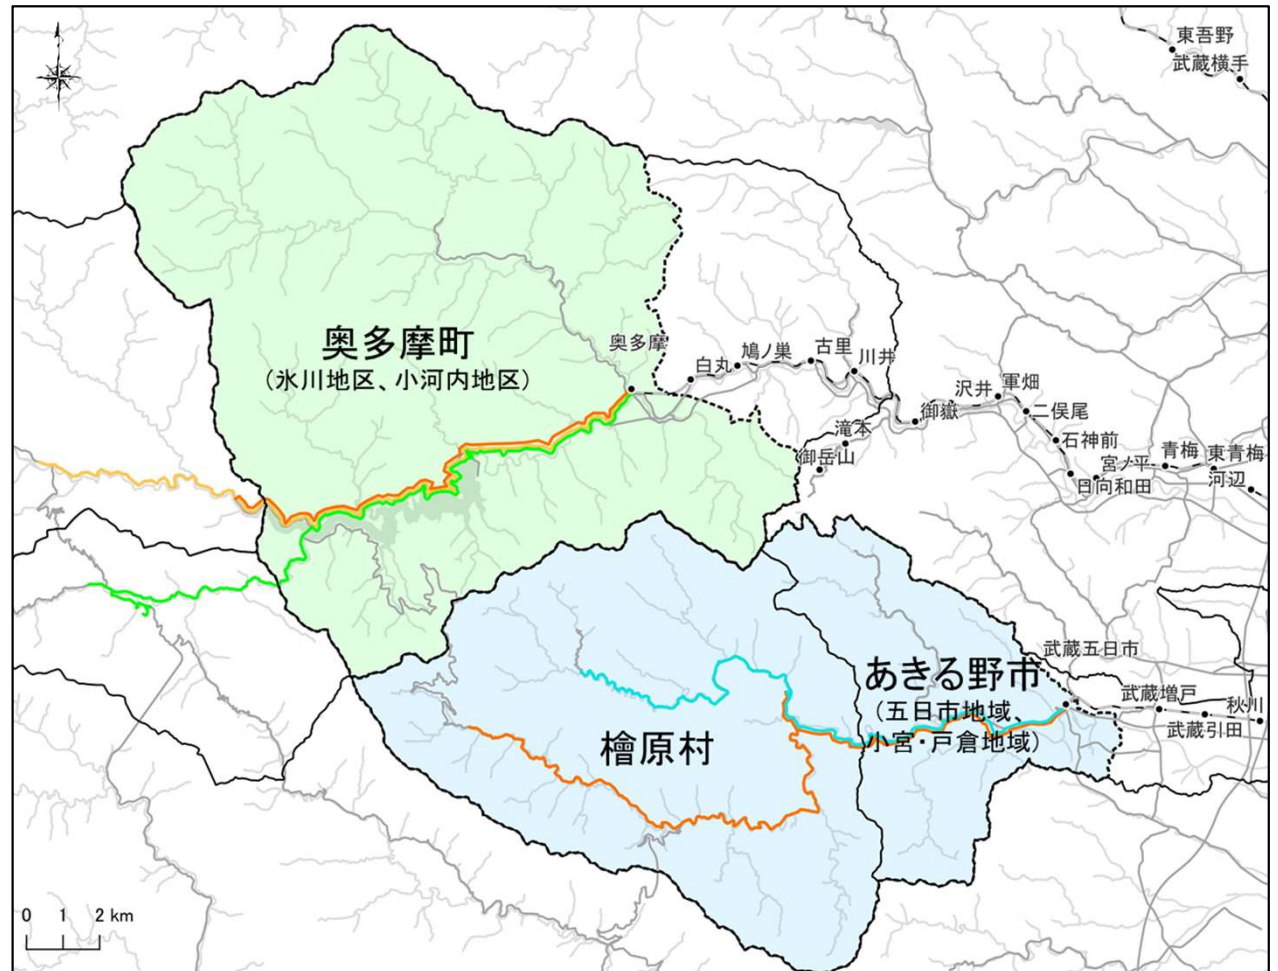 東吾野
武蔵横手
奥多摩町
(氷川地区、小河内地区)
奥多摩
白丸
鳩ノ巣
古里
川井
御嶽
沢井
軍畑
二俣尾
石神前
日向和田
宮ノ平
青梅
東青梅
河辺
滝本
御岳山
あきる野市
(五日市地域、
小宮・戸倉地域)
檜原村
武蔵五日市
武蔵増戸
武蔵引田
秋川
0 1 2 km